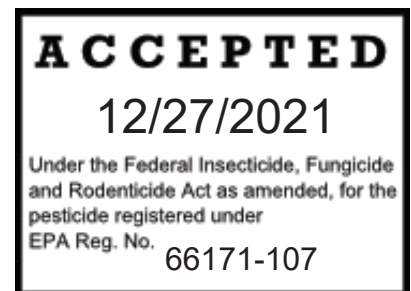 ACCEPTED
12/27/2021
Under the Federal Insecticide, Fungicide
and Rodenticide Act as amended, for the
pesticide registered under
EPA Reg. No. 66171-107